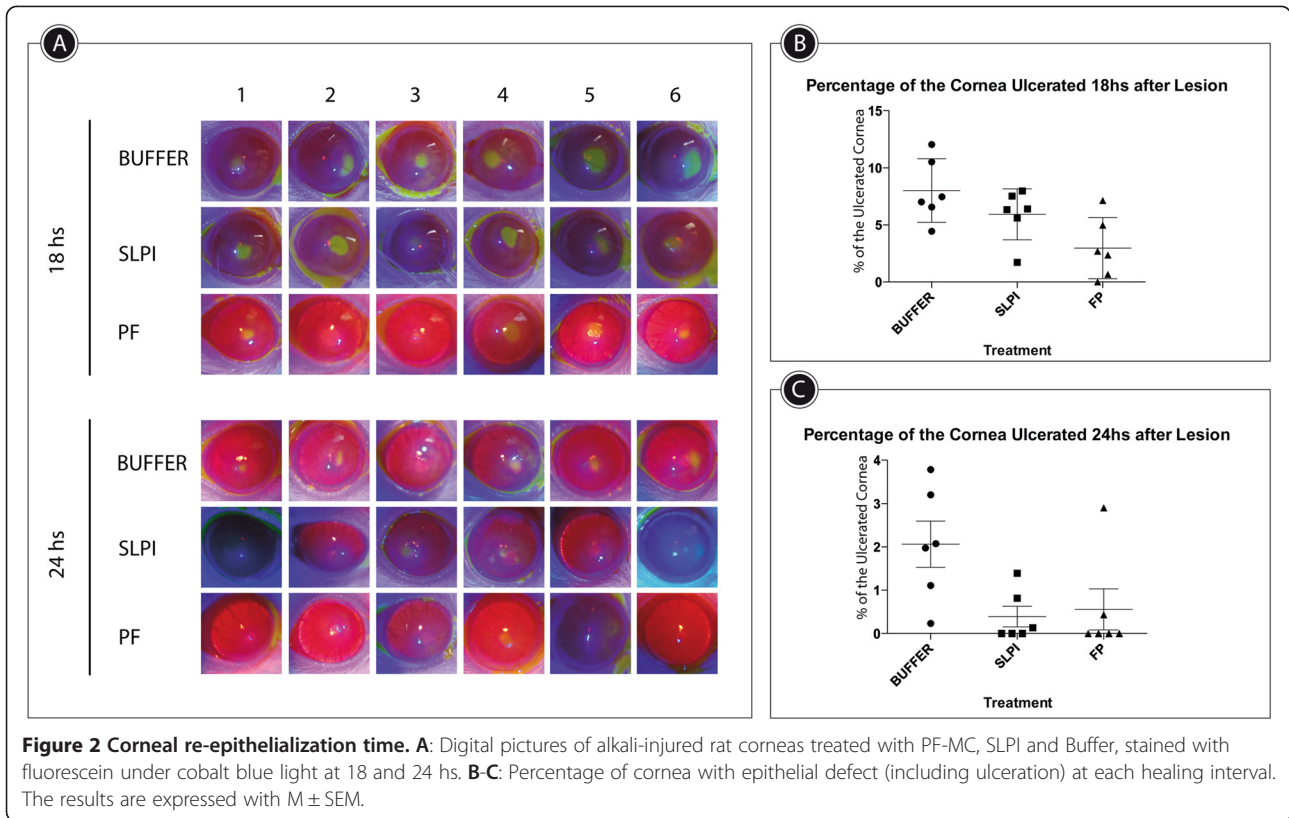 A
1 2 3 4 5 6
18 hs
BUFFER
SLPI
PF
24 hs
BUFFER
SLPI
PF
B
Percentage of the Cornea Ulcerated 18hs after Lesion
% of the Ulcerated Cornea
15
10
5
0
BUFFER
SLPI
FP
Treatment
C
Percentage of the Cornea Ulcerated 24hs after Lesion
% of the Ulcerated Cornea
4
3
2
1
0
BUFFER
SLPI
FP
Treatment
Figure 2 Corneal re-epithelialization time. A: Digital pictures of alkali-injured rat corneas treated with PF-MC, SLPI and Buffer, stained with
fluorescein under cobalt blue light at 18 and 24 hs. B-C: Percentage of cornea with epithelial defect (including ulceration) at each healing interval.
The results are expressed with M ± SEM.